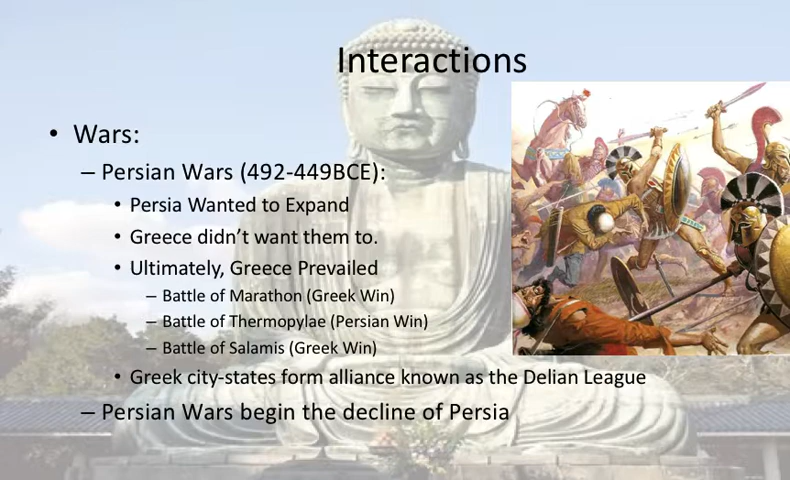 Interactions
• Wars:
– Persian Wars (492-449BCE):
• Persia Wanted to Expand
• Greece didn’t want them to.
• Ultimately, Greece Prevailed
– Battle of Marathon (Greek Win)
– Battle of Thermopylae (Persian Win)
– Battle of Salamis (Greek Win)
• Greek city-states form alliance known as the Delian League
– Persian Wars begin the decline of Persia